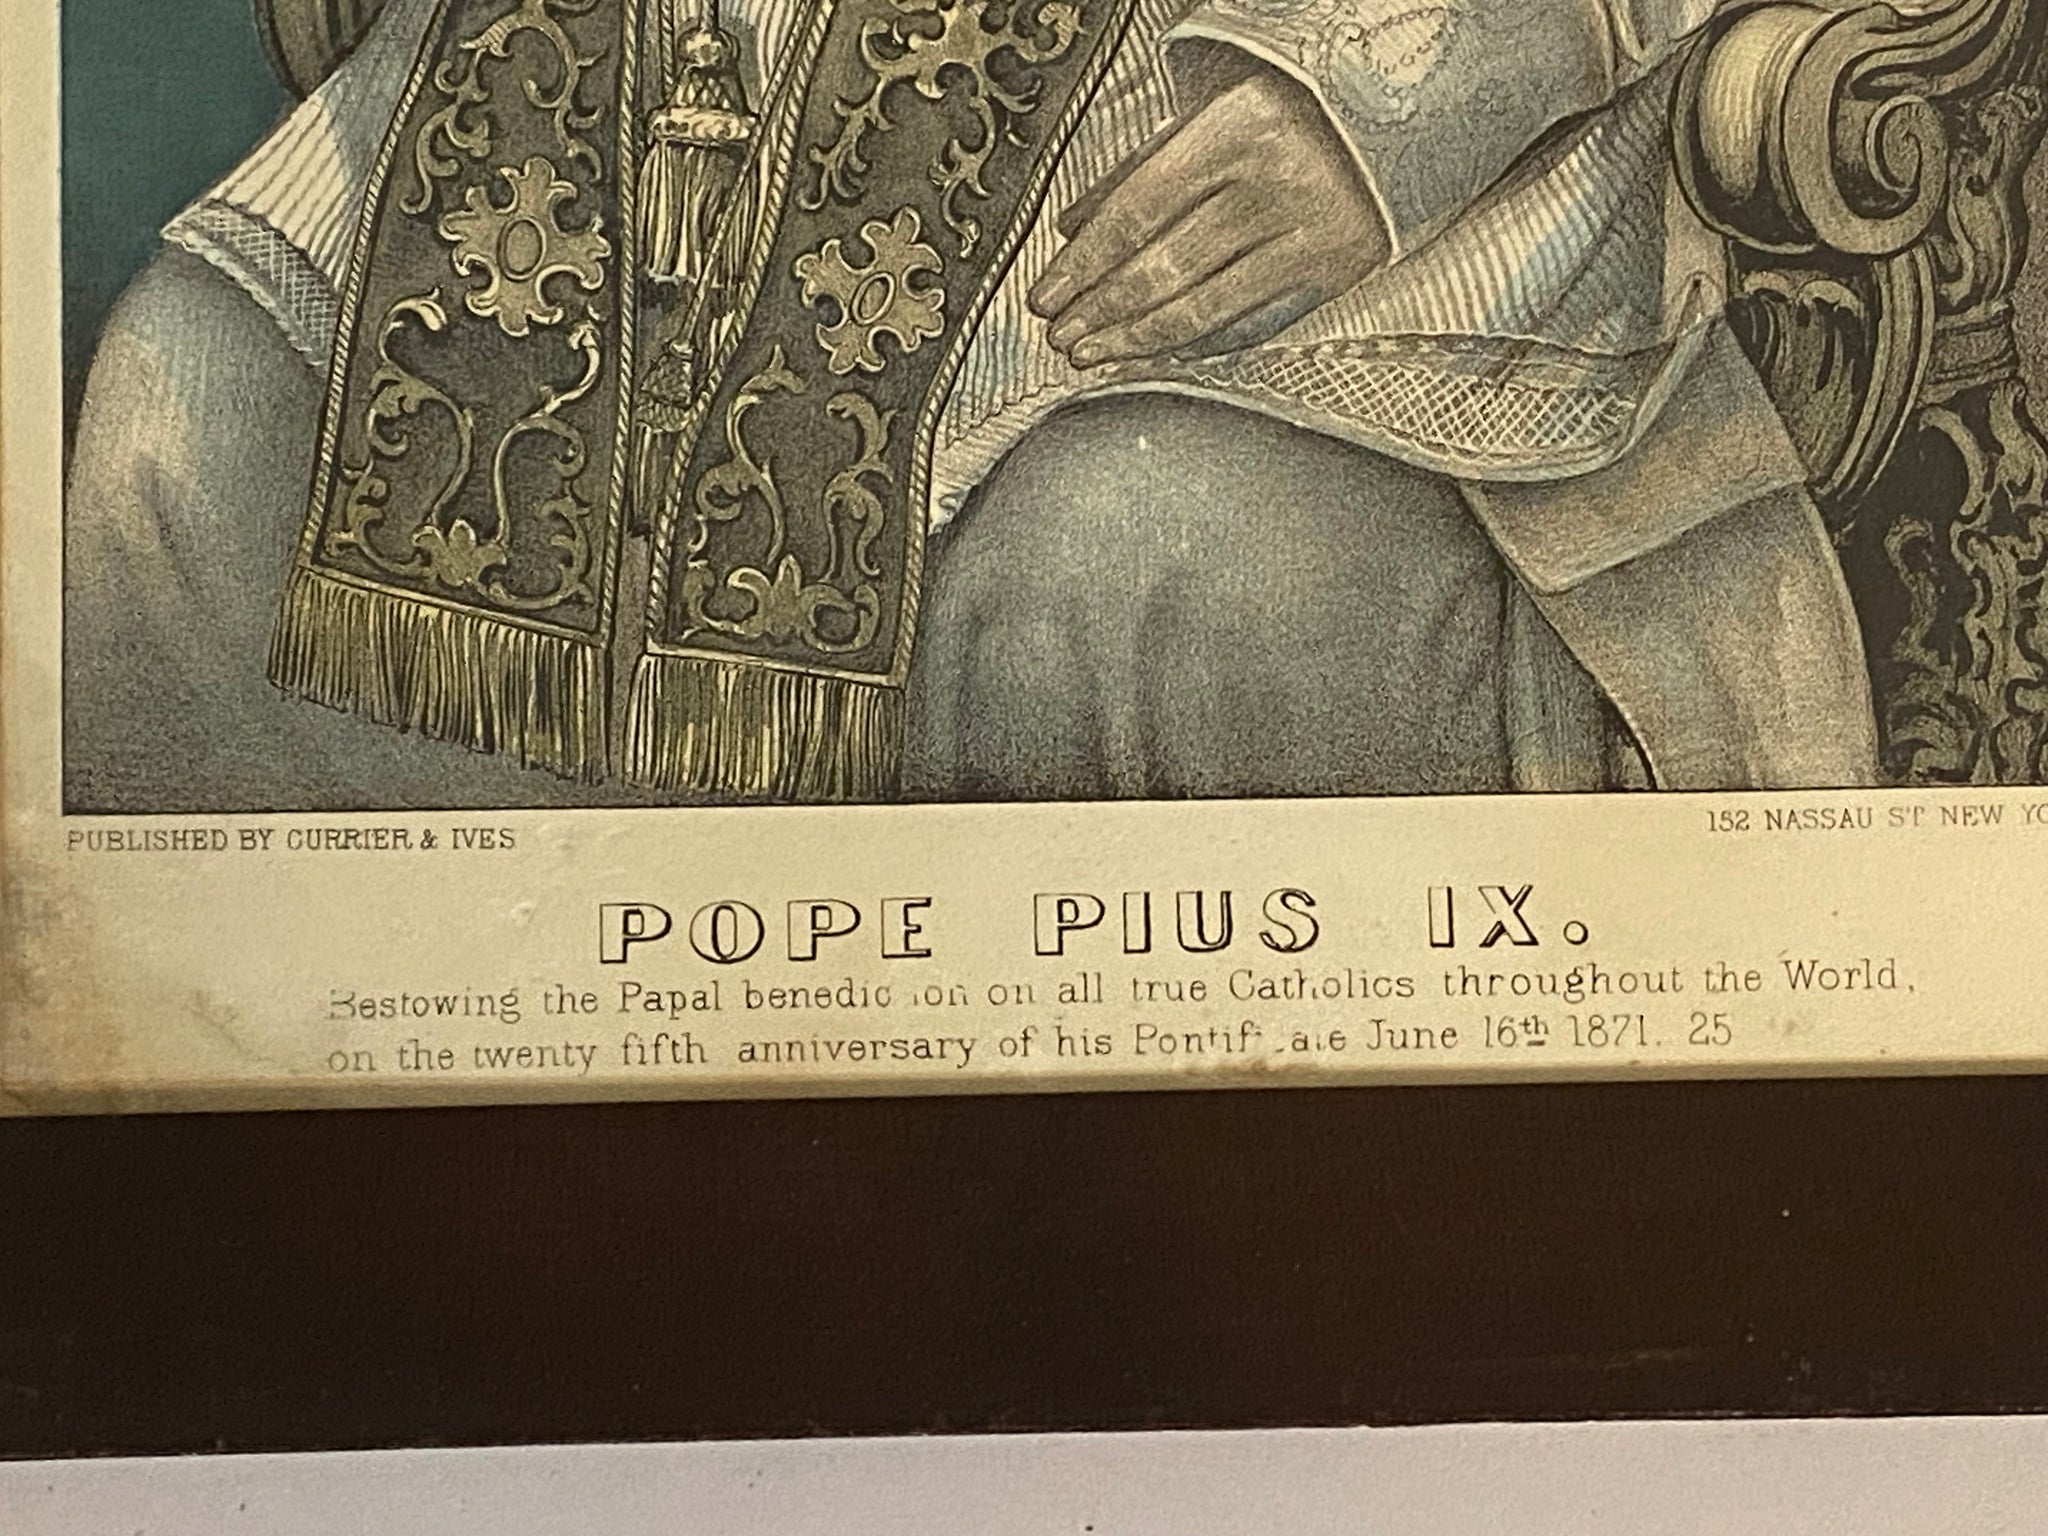 PUBLISHED BY CURRIER & IVES
152 NASSAU ST NEW YO
POPE PIUS IX.
Bestowing the Papal benedic ion on all true Catholics throughout the World,
on the twenty fifth anniversary of his Pontif ate June 16th 1871. 25